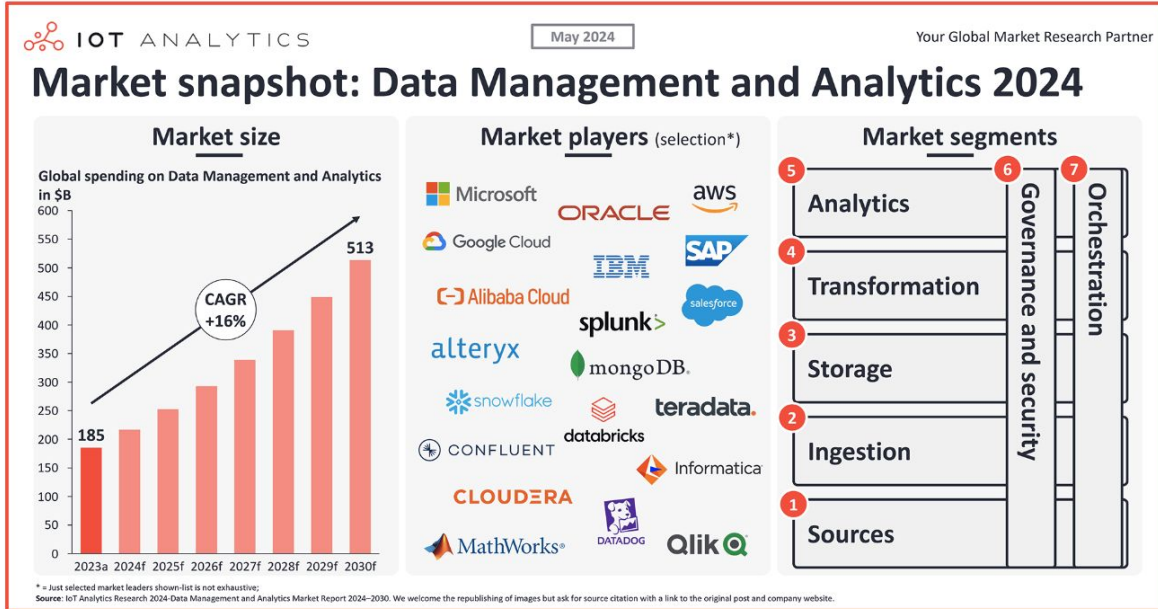 IOT ANALYTICS
May 2024
Your Global Market Research Partner
Market snapshot: Data Management and Analytics 2024
Market size
Global spending on Data Management and Analytics
in $B
600
550
500
450
400
350
300
250
200
150
100
50
0
185
513
CAGR
+16%
2023a 2024f 2025f 2026f 2027f 2028f 2029f 2030f
Market players (selection*)
Microsoft
ORACLE
aws
Google Cloud
IBM
SAP
Alibaba Cloud
salesforce
splunk>
alteryx
mongoDB.
snowflake
databricks
teradata.
CONFLUENT
Informatica
CLOUDERA
DATADOG
MathWorks®
Qlik
Market segments
5
Analytics
4
Transformation
3
Storage
2
Ingestion
1
Sources
6
Governance and security
7
Orchestration
* = Just selected market leaders shown-list is not exhaustive;
Source: IoT Analytics Research 2024-Data Management and Analytics Market Report 2024–2030. We welcome the republishing of images but ask for source citation with a link to the original post and company website.